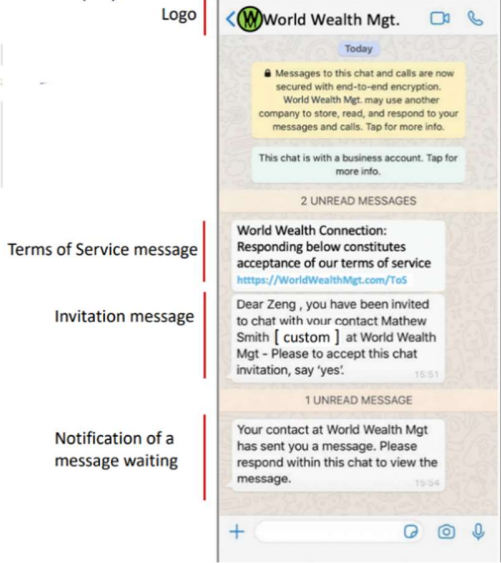 Logo
World Wealth Mgt.
Today
Messages to this chat and calls are now
secured with end-to-end encryption.
World Wealth Mgt. may use another
company to store, read, and respond to your
messages and calls. Tap for more info.
This chat is with a business account. Tap for
more info.
2 UNREAD MESSAGES
Terms of Service message
World Wealth Connection:
Responding below constitutes
acceptance of our terms of service
htttps://WorldWealthMgt.com/ToS
Invitation message
Dear Zeng , you have been invited
to chat with your contact Mathew
Smith [ custom ] at World Wealth
Mgt - Please to accept this chat
invitation, say 'yes'.
15:51
1 UNREAD MESSAGE
Notification of a
message waiting
Your contact at World Wealth Mgt
has sent you a message. Please
respond within this chat to view the
message.
15:54